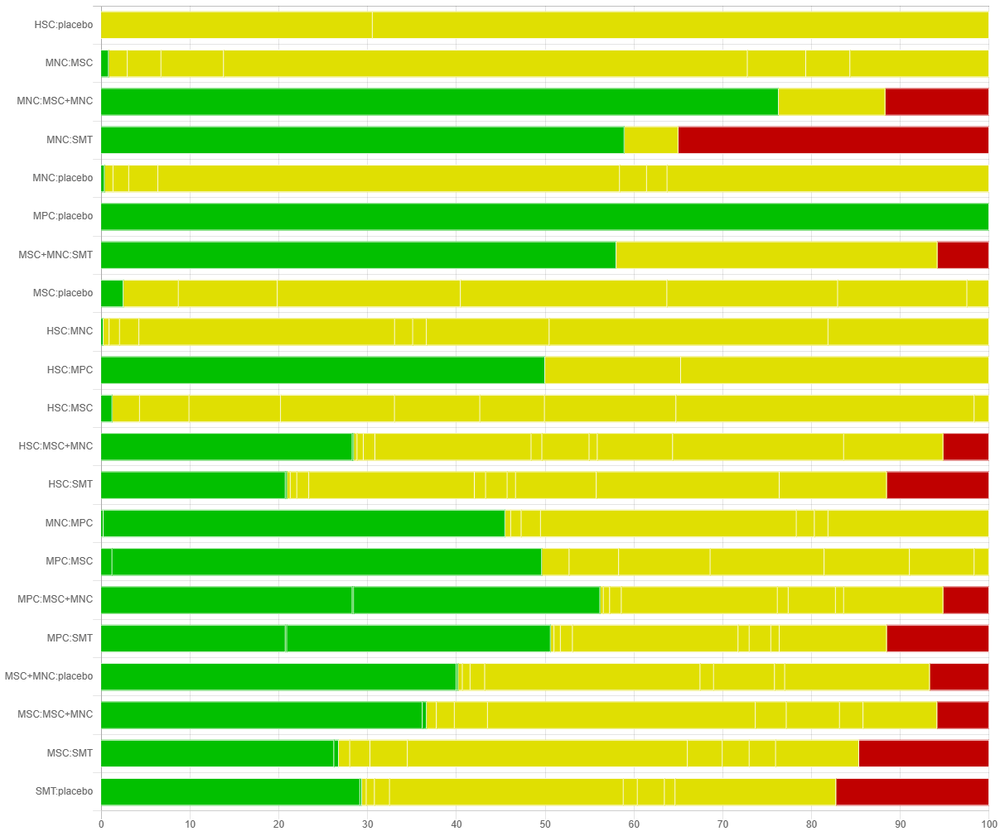 HSC:placebo
MNC:MSC
MNC:MSC+MNC
MNC:SMT
MNC:placebo
MPC:placebo
MSC+MNC:SMT
MSC:placebo
HSC:MNC
HSC:MPC
HSC:MSC
HSC:MSC+MNC
HSC:SMT
MNC:MPC
MPC:MSC
MPC:MSC+MNC
MPC:SMT
MSC+MNC:placebo
MSC:MSC+MNC
MSC:SMT
SMT:placebo
0 10 20 30 40 50 60 70 80 90 100